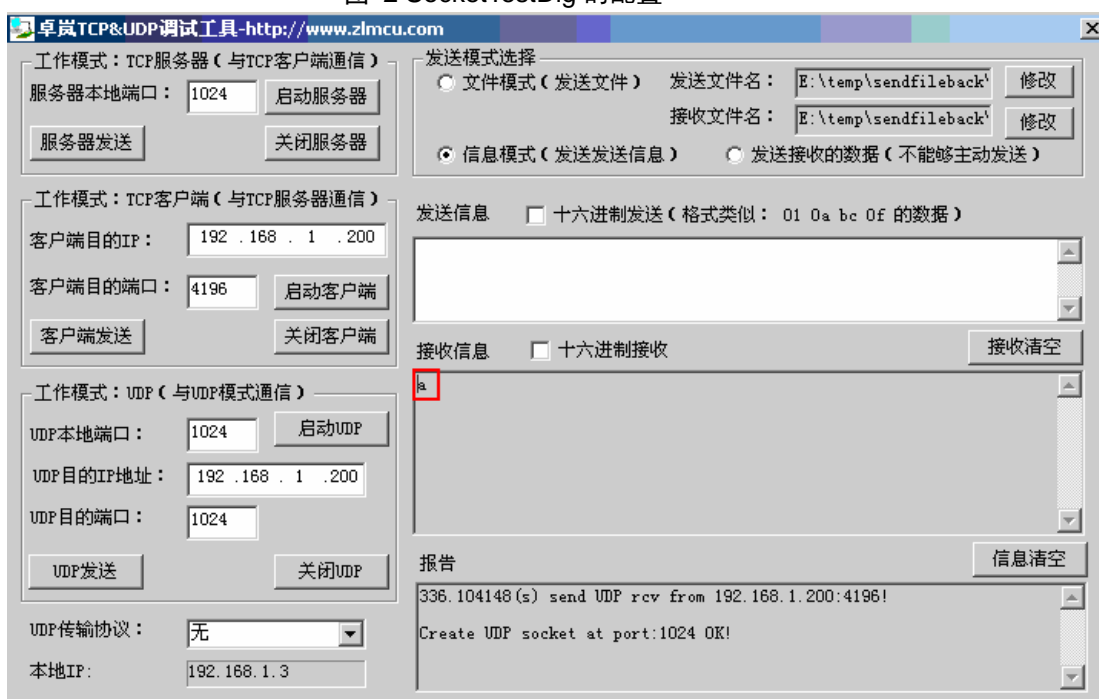 图 2 SocketTestDlg 的配置
卓岚TCP&UDP调试工具-http://www.zlmcu.com
工作模式：TCP服务器（与TCP客户端通信）
服务器本地端口： 1024 启动服务器
服务器发送 关闭服务器
工作模式：TCP客户端（与TCP服务器通信）
客户端目的IP： 192 . 168 . 1 . 200
客户端目的端口： 4196 启动客户端
客户端发送 关闭客户端
工作模式：UDP（与UDP模式通信）
UDP本地端口： 1024 启动UDP
UDP目的IP地址： 192 . 168 . 1 . 200
UDP目的端口： 1024
UDP发送 关闭UDP
UDP传输协议： 无
本地IP: 192.168.1.3
发送模式选择
文件模式（发送文件） 发送文件名： E:\temp\sendfileback\ 修改
接收文件名： E:\temp\sendfileback\ 修改
信息模式（发送发送信息） 发送接收的数据（不能够主动发送）
发送信息 十六进制发送（格式类似： 01 0a bc 0f 的数据）
接收信息 十六进制接收 接收清空
a
报告 信息清空
336.104148(s) send UDP rcv from 192.168.1.200:4196!
Create UDP socket at port:1024 OK!